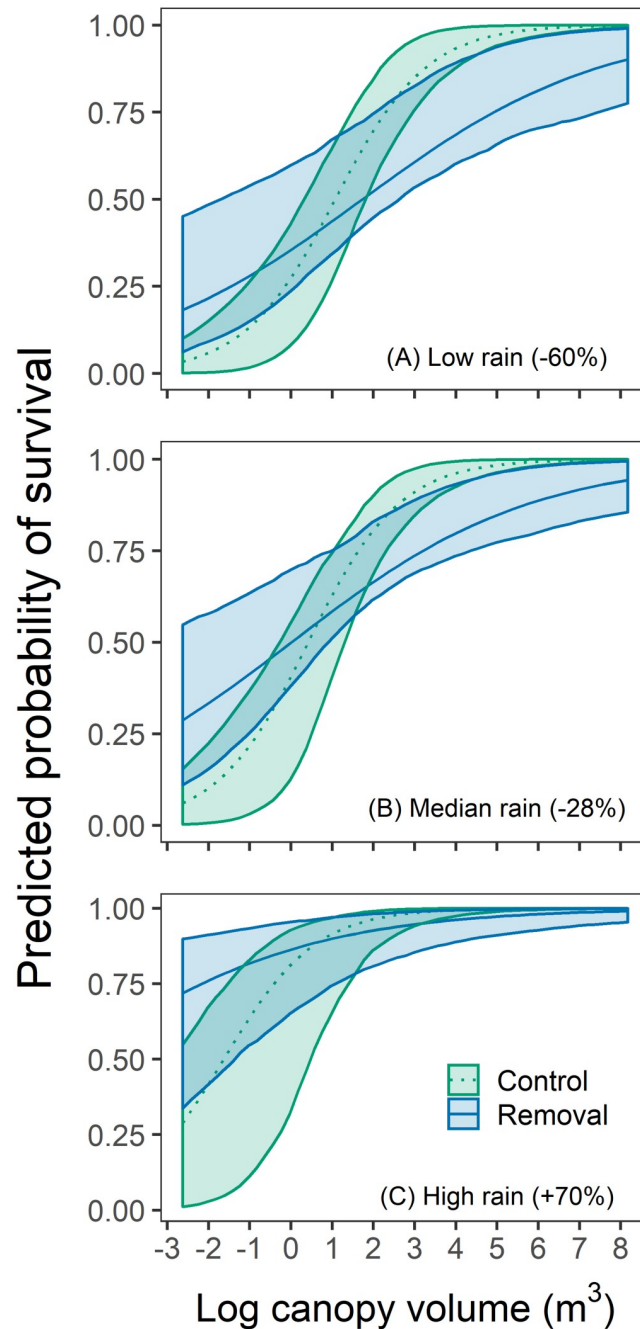 Predicted probability of survival
1.00
0.75
0.50
0.25
0.00
(A) Low rain (-60%)
1.00
0.75
0.50
0.25
0.00
(B) Median rain (-28%)
1.00
0.75
0.50
0.25
0.00
Control
Removal
(C) High rain (+70%)
-3 -2 -1 0 1 2 3 4 5 6 7 8
Log canopy volume (m³)